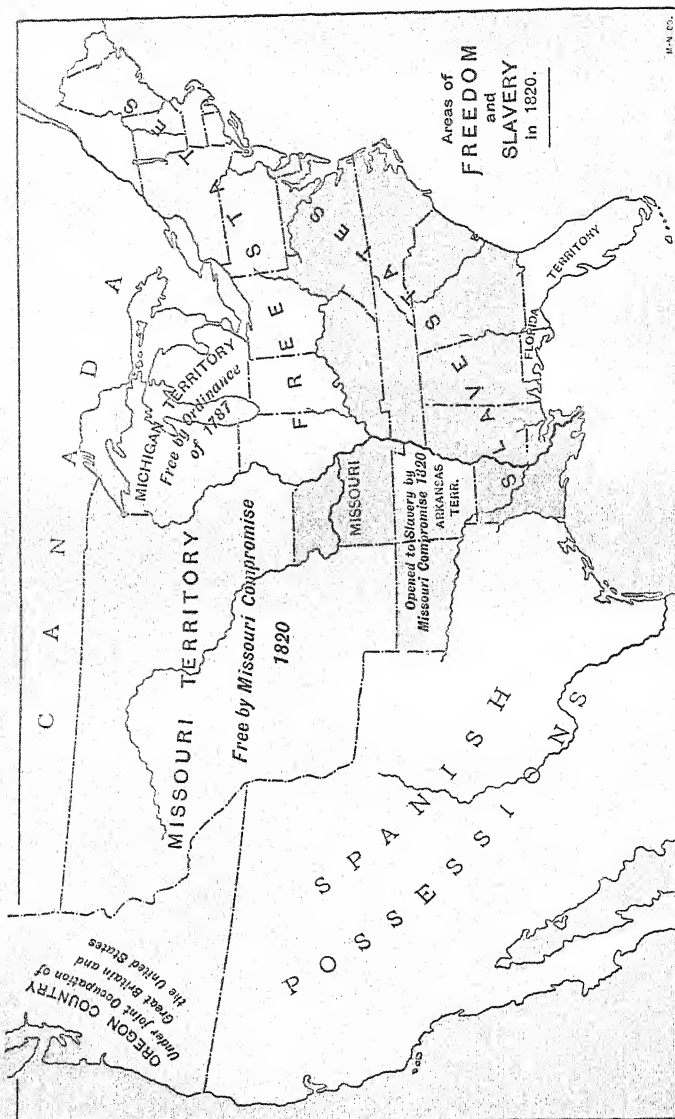 C A N A D A
OREGON COUNTRY
Under Joint Occupation of
Great Britain and
the United States
MISSOURI TERRITORY
Free by Missouri Compromise
1820
MICHIGAN TERRITORY
Free by Ordinance
of 1787
FREE STATES
MISSOURI
Opened to Slavery by
Missouri Compromise 1820
ARKANSAS
TERR.
SLAVE STATES
FLORIDA
TERRITORY
SPANISH
POSSESSIONS
Areas of
FREEDOM
and
SLAVERY
in 1820.
M-N CO.